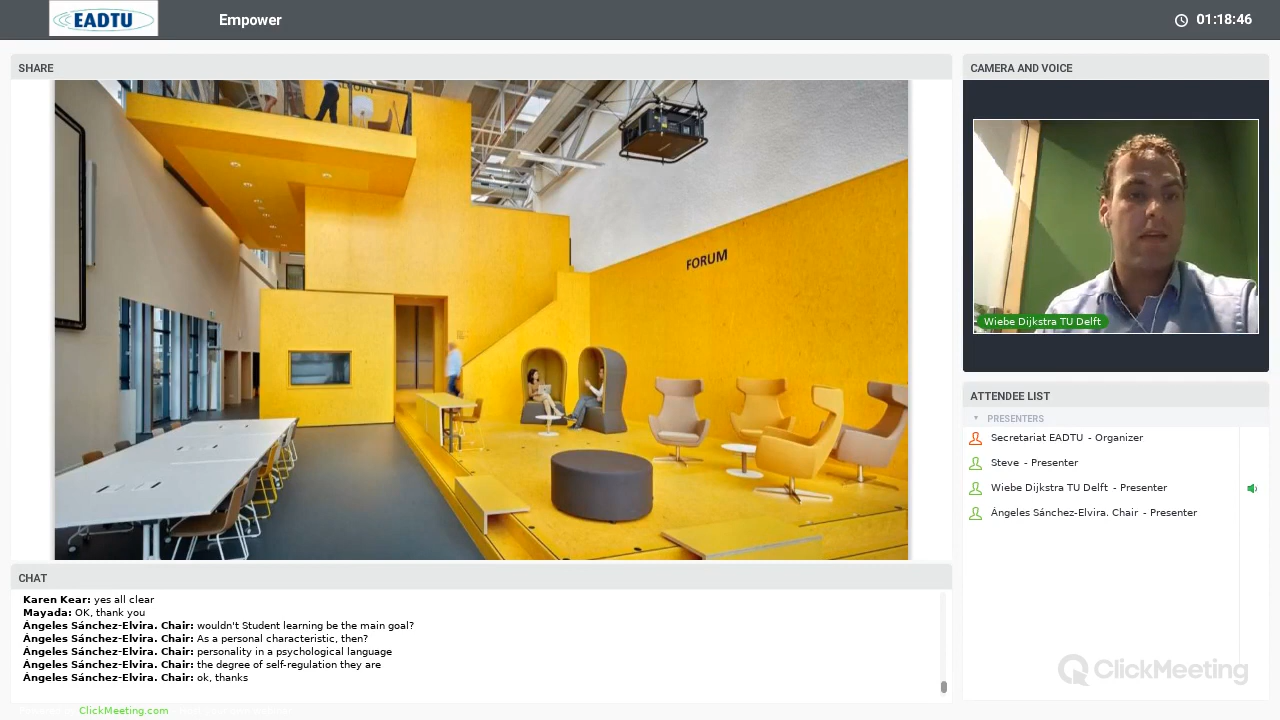 EADTU
Empower
01:18:46
SHARE
CAMERA AND VOICE
FORUM
Wiebe Dijkstra TU Delft
ATTENDEE LIST
PRESENTERS
Secretariat EADTU - Organizer
Steve - Presenter
Wiebe Dijkstra TU Delft - Presenter
Ángeles Sánchez-Elvira. Chair - Presenter
CHAT
Karen Kear: yes all clear
Mayada: OK, thank you
Ángeles Sánchez-Elvira. Chair: wouldn't Student learning be the main goal?
Ángeles Sánchez-Elvira. Chair: As a personal characteristic, then?
Ángeles Sánchez-Elvira. Chair: personality in a psychological language
Ángeles Sánchez-Elvira. Chair: the degree of self-regulation they are
Ángeles Sánchez-Elvira. Chair: ok, thanks
ClickMeeting
ClickMeeting.com